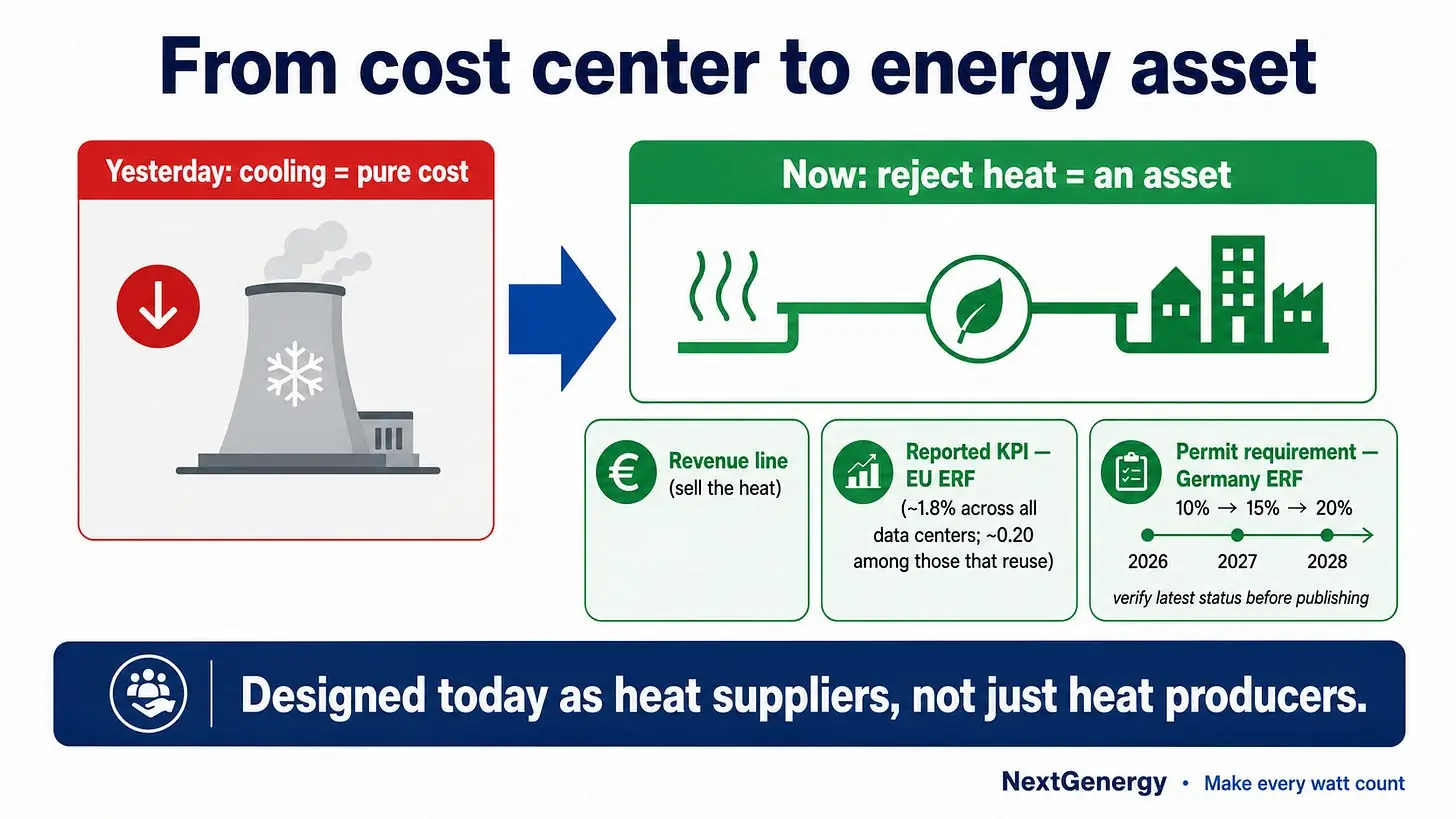 From cost center to energy asset
Yesterday: cooling = pure cost
Now: reject heat = an asset
€
Revenue line
(sell the heat)
Reported KPI –
EU ERF
(~1.8% across all
data centers; ~0.20
among those that reuse)
Permit requirement –
Germany ERF
10% → 15% → 20%
2026 2027 2028
verify latest status before publishing
Designed today as heat suppliers, not just heat producers.
NextGenergy • Make every watt count